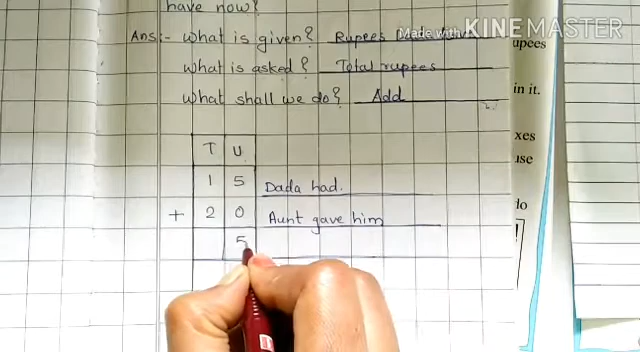 have now?
Ans:- What is given? Rupees
Made with KINEMASTER
upees
What is asked? Total rupees
in it.
What shall we do? Add
xes
use
T U
1 5 Dada had.
+ 2 0 Aunt gave him
5